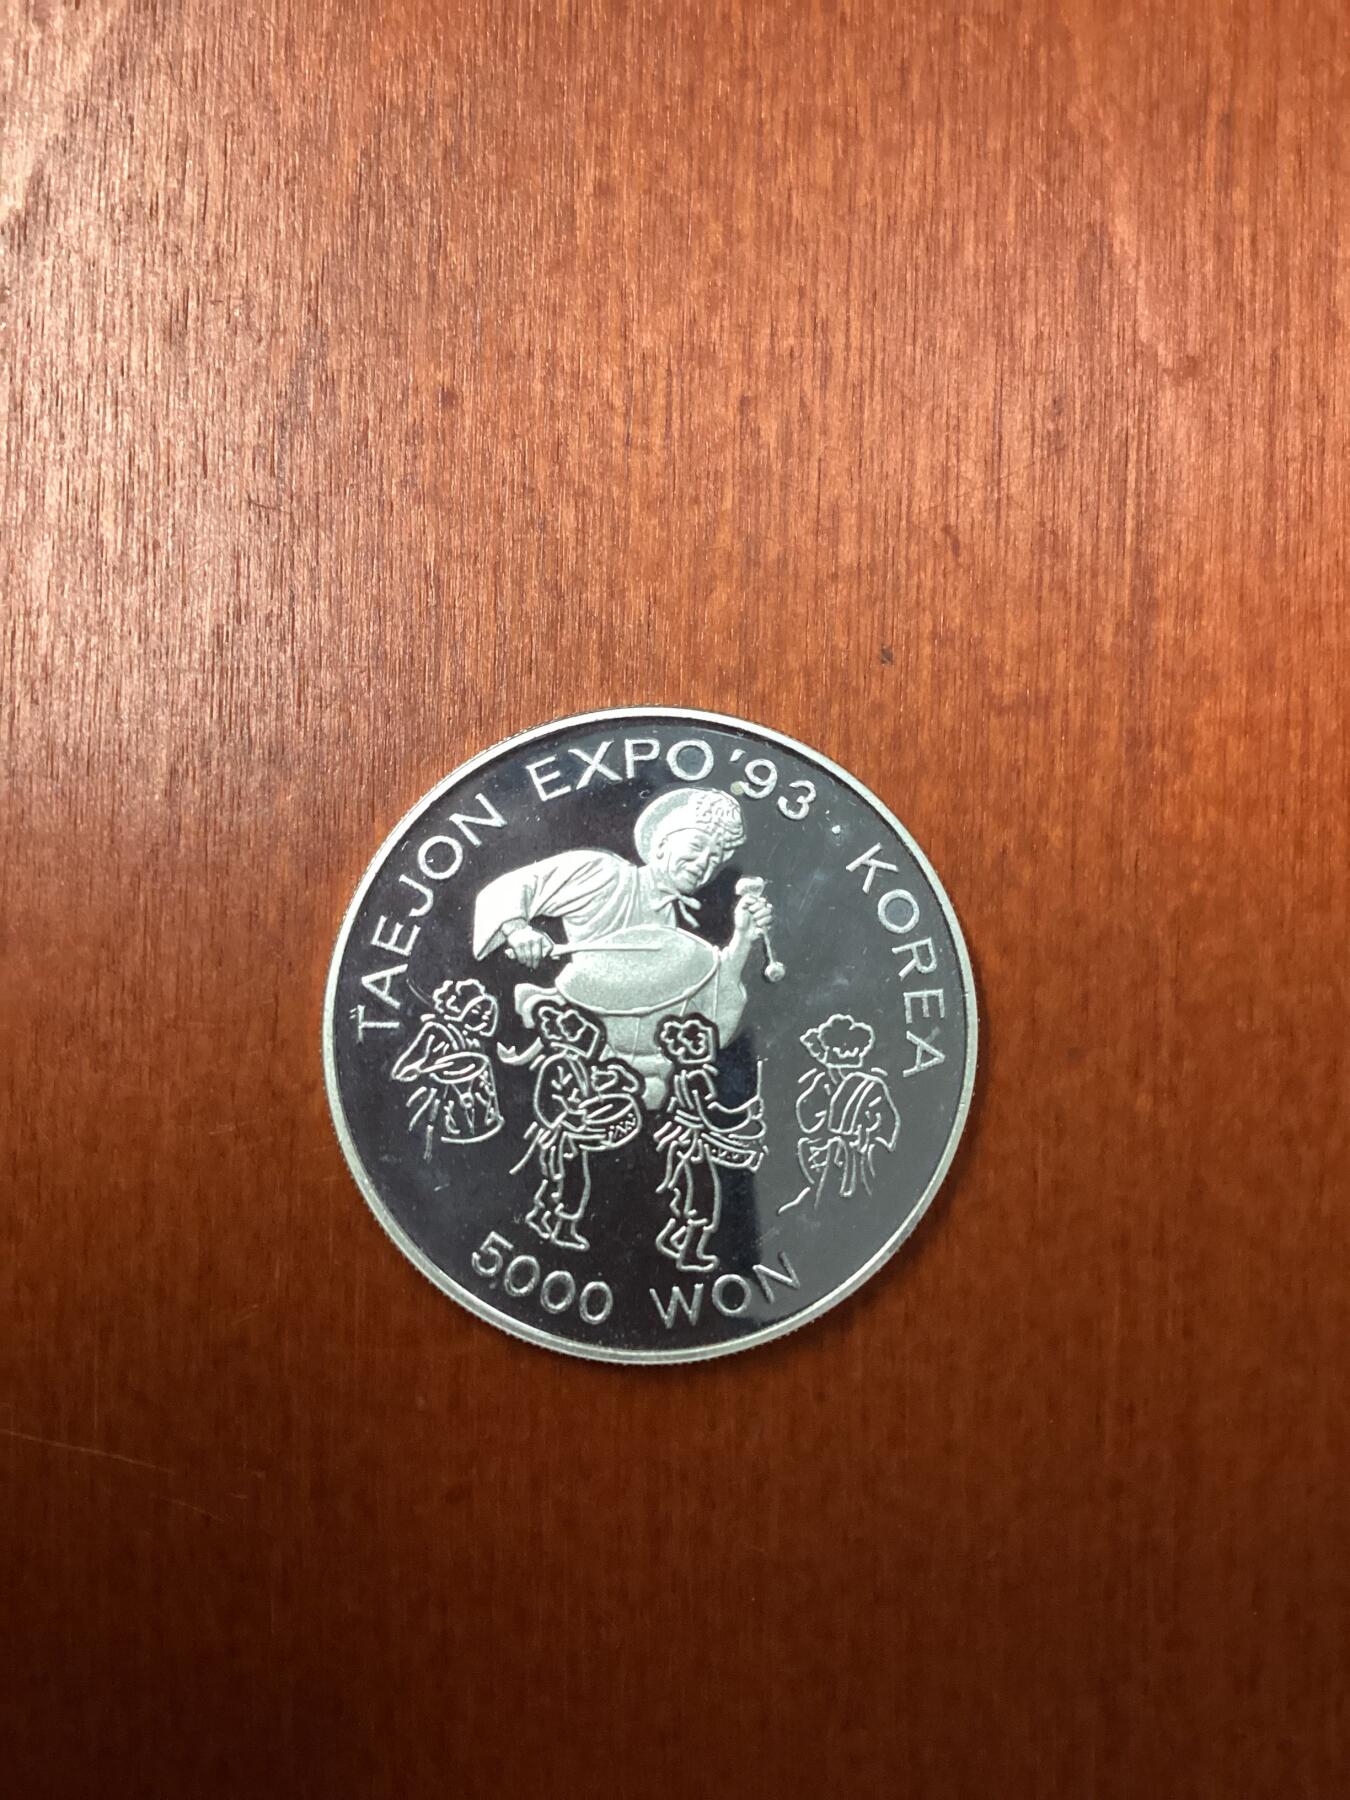 TAEJON EXPO '93 · KOREA
5000 WON